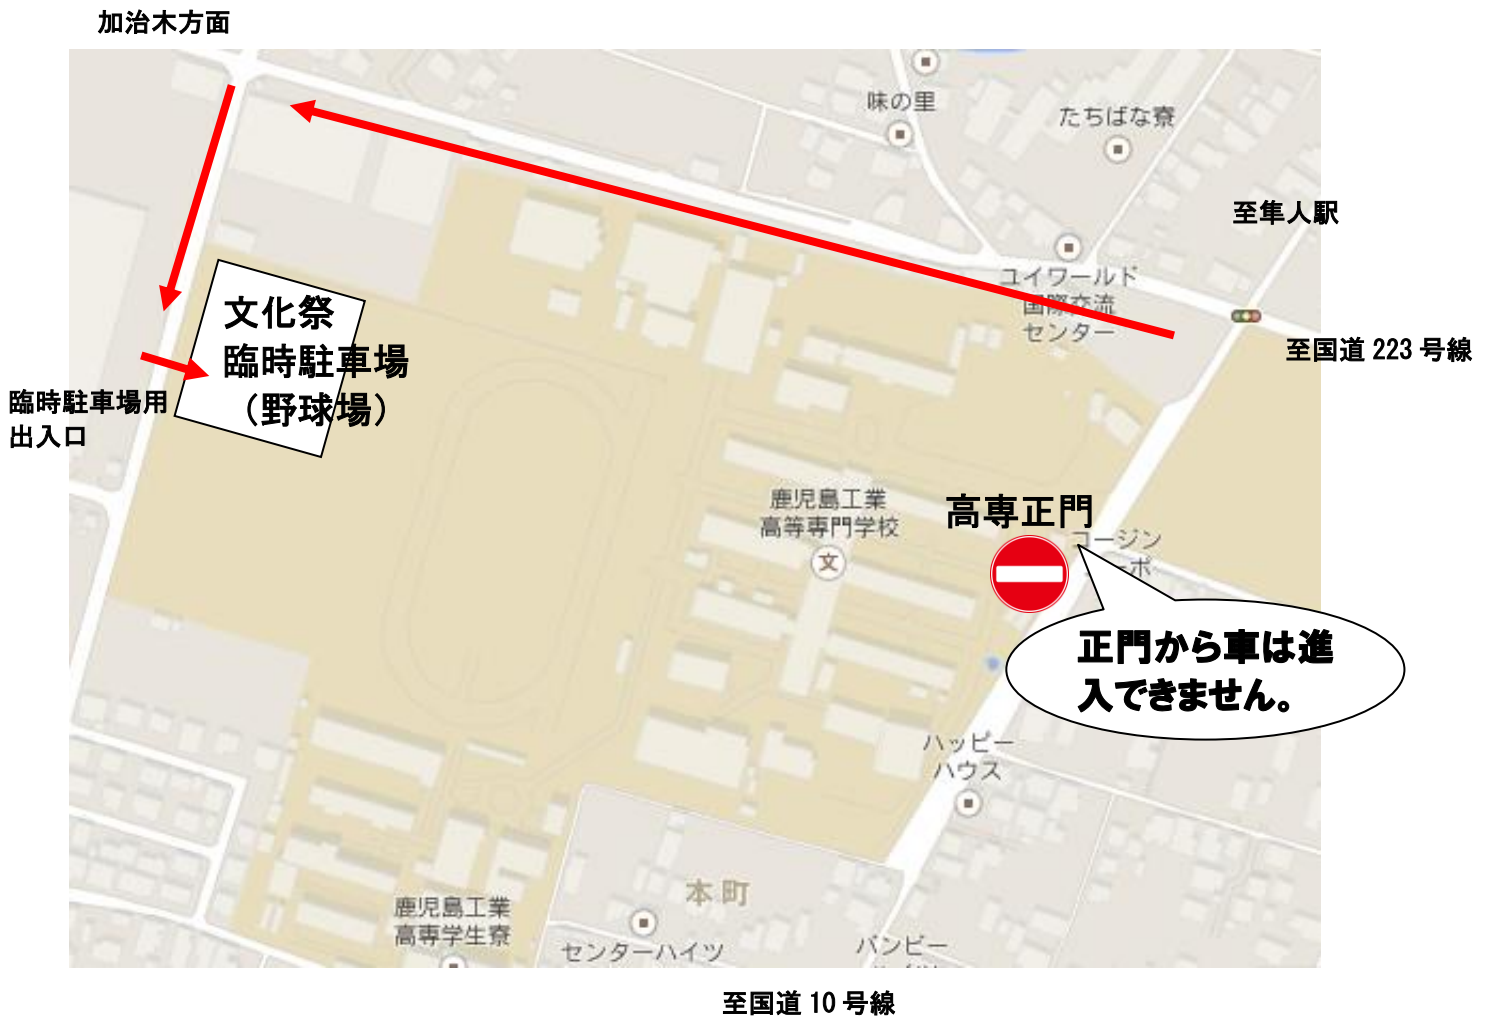 加治木方面
味の里
たちばな寮
至隼人駅
ユイワールド
国際交流
センター
至国道 223 号線
文化祭
臨時駐車場
（野球場）
臨時駐車場用
出入口
鹿児島工業
高等専門学校
文
高専正門
コージン
ーポ
正門から車は進
入できません。
ハッピー
ハウス
本町
鹿児島工業
高専学生寮
センターハイツ
バンビー
至国道 10 号線